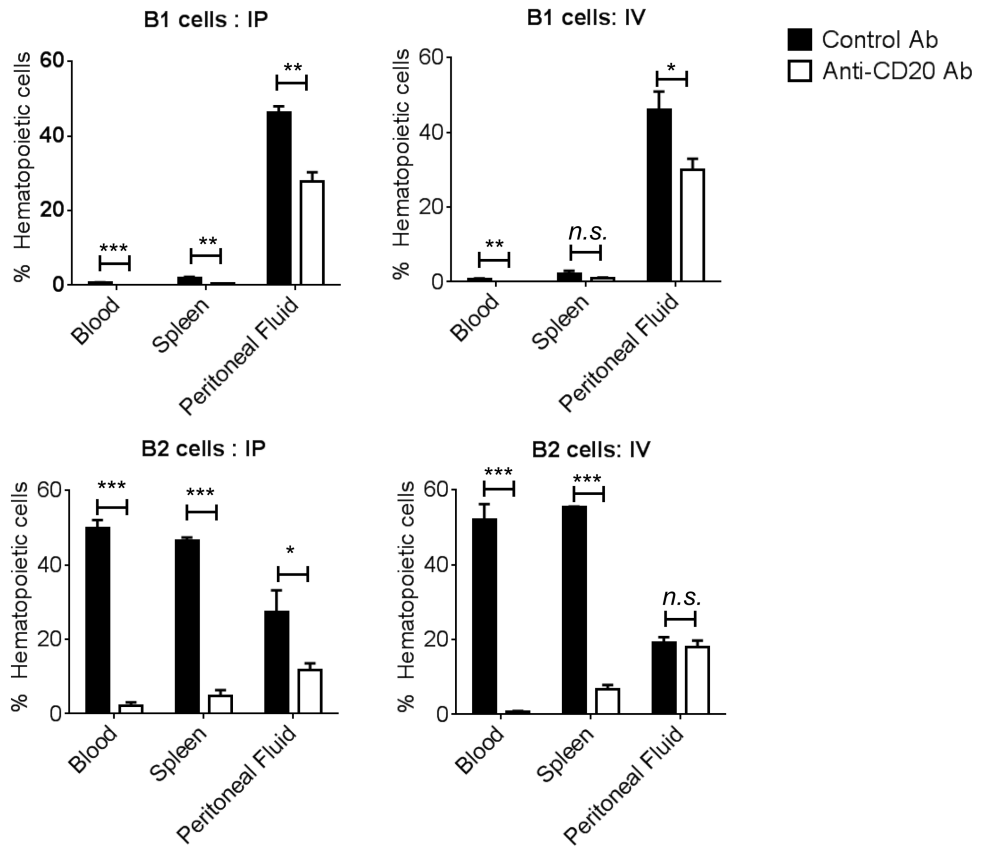 B1 cells : IP
% Hematopoietic cells
60
40
20
0
***
**
**
Blood
Spleen
Peritoneal Fluid
B1 cells: IV
% Hematopoietic cells
60
40
20
0
**
n.s.
*
Blood
Spleen
Peritoneal Fluid
Control Ab
Anti-CD20 Ab
B2 cells : IP
% Hematopoietic cells
60
40
20
0
***
***
*
Blood
Spleen
Peritoneal Fluid
B2 cells: IV
% Hematopoietic cells
60
40
20
0
***
***
n.s.
Blood
Spleen
Peritoneal Fluid